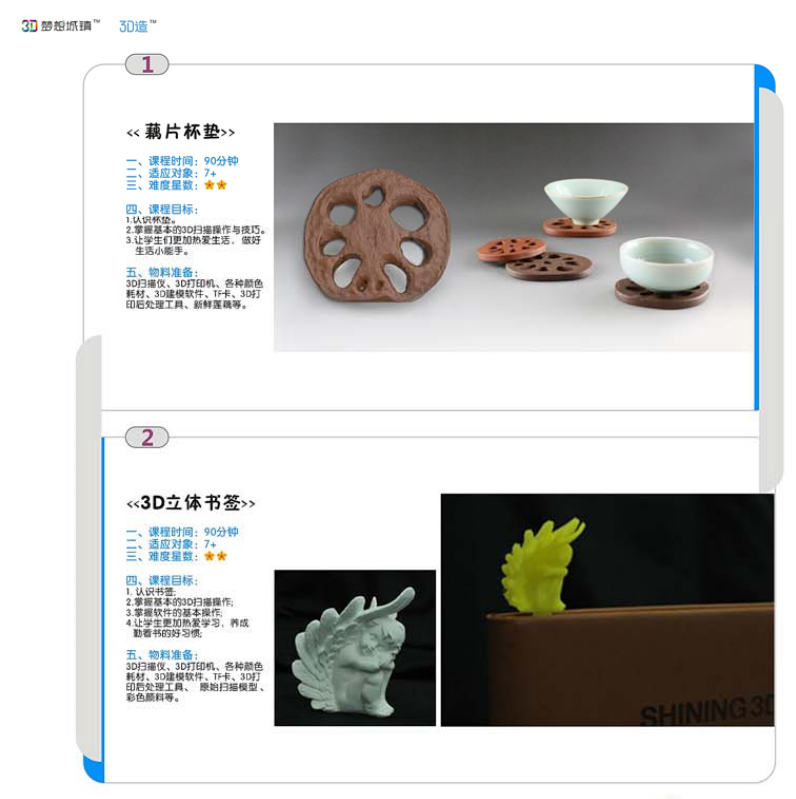 3D梦想城镇™ 3D造™
1
<< 藕片杯垫>>
一、课程时间：90分钟
二、适应对象：7+
三、难度星数：
四、课程目标：
1.认识杯垫。
2.掌握基本的3D扫描操作与技巧。
3.让学生们更加热爱生活、做好
生活小能手。
五、物料准备：
3D扫描仪、3D打印机、各种颜色
耗材、3D建模软件、TF卡、3D打
印后处理工具、新鲜莲藕等。
2
<<3D立体书签>>
一、课程时间：90分钟
二、适应对象：7+
三、难度星数：
四、课程目标：
1. 认识书签;
2.掌握基本的3D扫描操作;
3.掌握软件的基本操作;
4.让学生更加热爱学习、养成
勤看书的好习惯;
五、物料准备：
3D扫描仪、3D打印机、各种颜色
耗材、3D建模软件、TF卡、3D打
印后处理工具、 原始扫描模型、
彩色颜料等。
SHINING3D